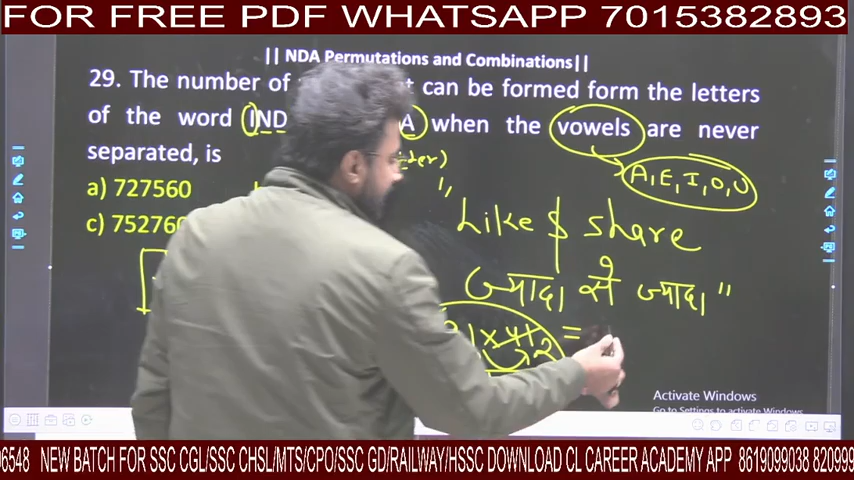 FOR FREE PDF WHATSAPP 7015382893
|| NDA Permutations and Combinations||
29. The number of can be formed form the letters
of the word IND A when the vowels are never
separated, is
A, E, I, O, U
a) 727560
c) 75276
" Like & share
ज्यादा से ज्यादा "
=
Activate Windows
Go to Settings to activate Windows
06548 NEW BATCH FOR SSC CGL/SSC CHSL/MTS/CPO/SSC GD/RAILWAY/HSSC DOWNLOAD CL CAREER ACADEMY APP 8619099038 820999